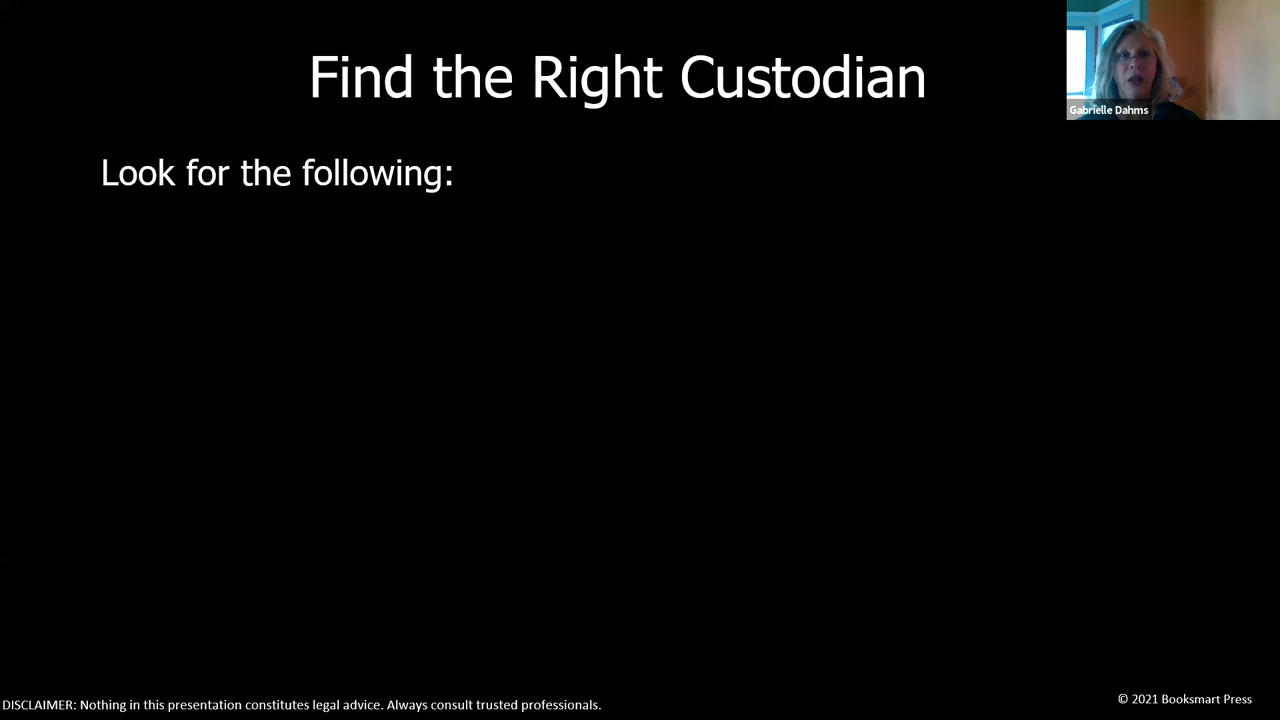 Find the Right Custodian
Gabrielle Dahms
Look for the following:
DISCLAIMER: Nothing in this presentation constitutes legal advice. Always consult trusted professionals.
© 2021 Booksmart Press